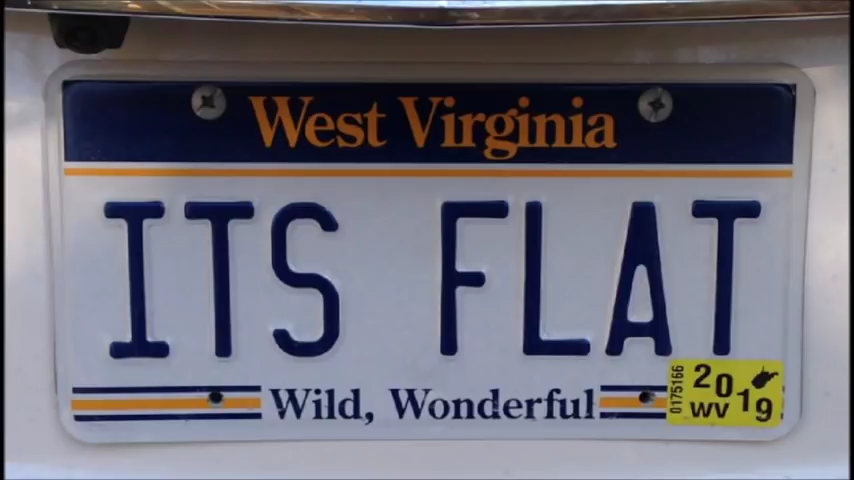 West Virginia
ITS FLAT
Wild, Wonderful
0175166
2019
WV